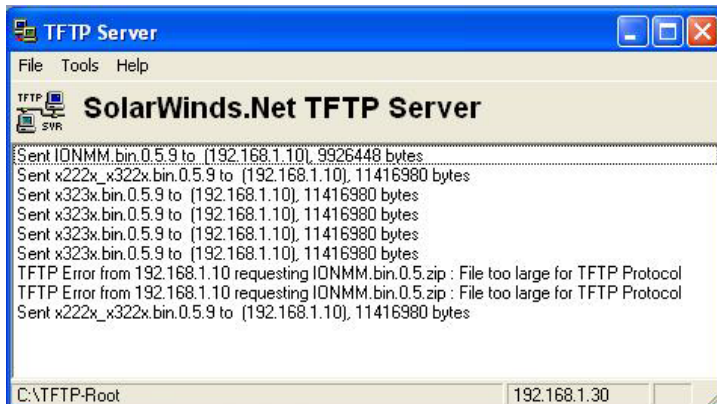 TFTP Server
File Tools Help
TFTP
SVR
SolarWinds.Net TFTP Server
Sent IONMM.bin.0.5.9 to (192.168.1.10), 9926448 bytes
Sent x222x_x322x.bin.0.5.9 to (192.168.1.10), 11416980 bytes
Sent x323x.bin.0.5.9 to (192.168.1.10), 11416980 bytes
Sent x323x.bin.0.5.9 to (192.168.1.10), 11416980 bytes
Sent x323x.bin.0.5.9 to (192.168.1.10), 11416980 bytes
Sent x323x.bin.0.5.9 to (192.168.1.10), 11416980 bytes
TFTP Error from 192.168.1.10 requesting IONMM.bin.0.5.zip : File too large for TFTP Protocol
TFTP Error from 192.168.1.10 requesting IONMM.bin.0.5.zip : File too large for TFTP Protocol
Sent x222x_x322x.bin.0.5.9 to (192.168.1.10), 11416980 bytes
C:\TFTP-Root 192.168.1.30